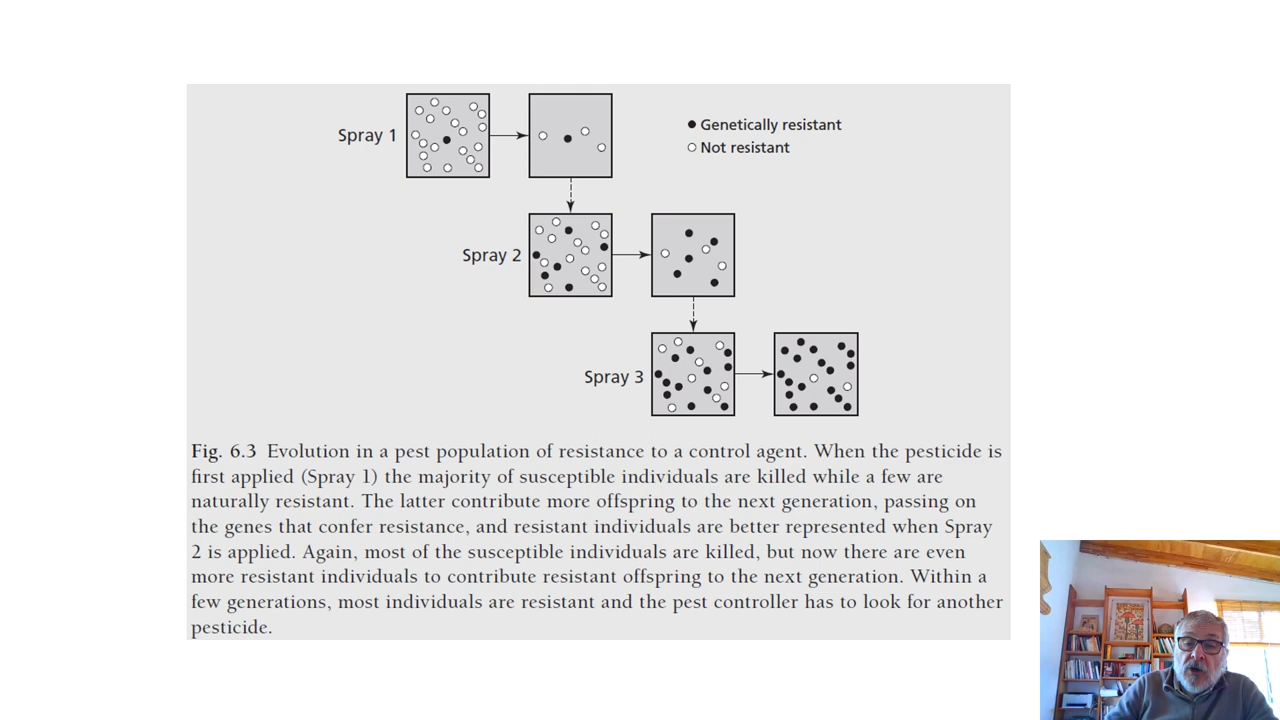 Spray 1
Genetically resistant
Not resistant
Spray 2
Spray 3
Fig. 6.3 Evolution in a pest population of resistance to a control agent. When the pesticide is
first applied (Spray 1) the majority of susceptible individuals are killed while a few are
naturally resistant. The latter contribute more offspring to the next generation, passing on
the genes that confer resistance, and resistant individuals are better represented when Spray
2 is applied. Again, most of the susceptible individuals are killed, but now there are even
more resistant individuals to contribute resistant offspring to the next generation. Within a
few generations, most individuals are resistant and the pest controller has to look for another
pesticide.